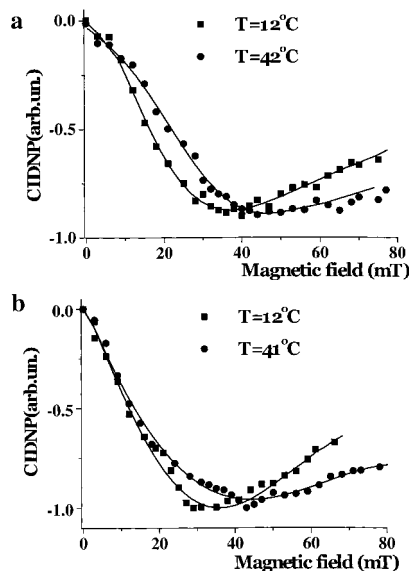 a
0.0
T=12°C
T=42°C
CIDNP(arb.un.)
-0.5
-1.0
0 20 40 60 80
Magnetic field (mT)
b
0.0
T=12°C
T=41°C
CIDNP(arb.un.)
-0.5
-1.0
0 20 40 60 80
Magnetic field (mT)